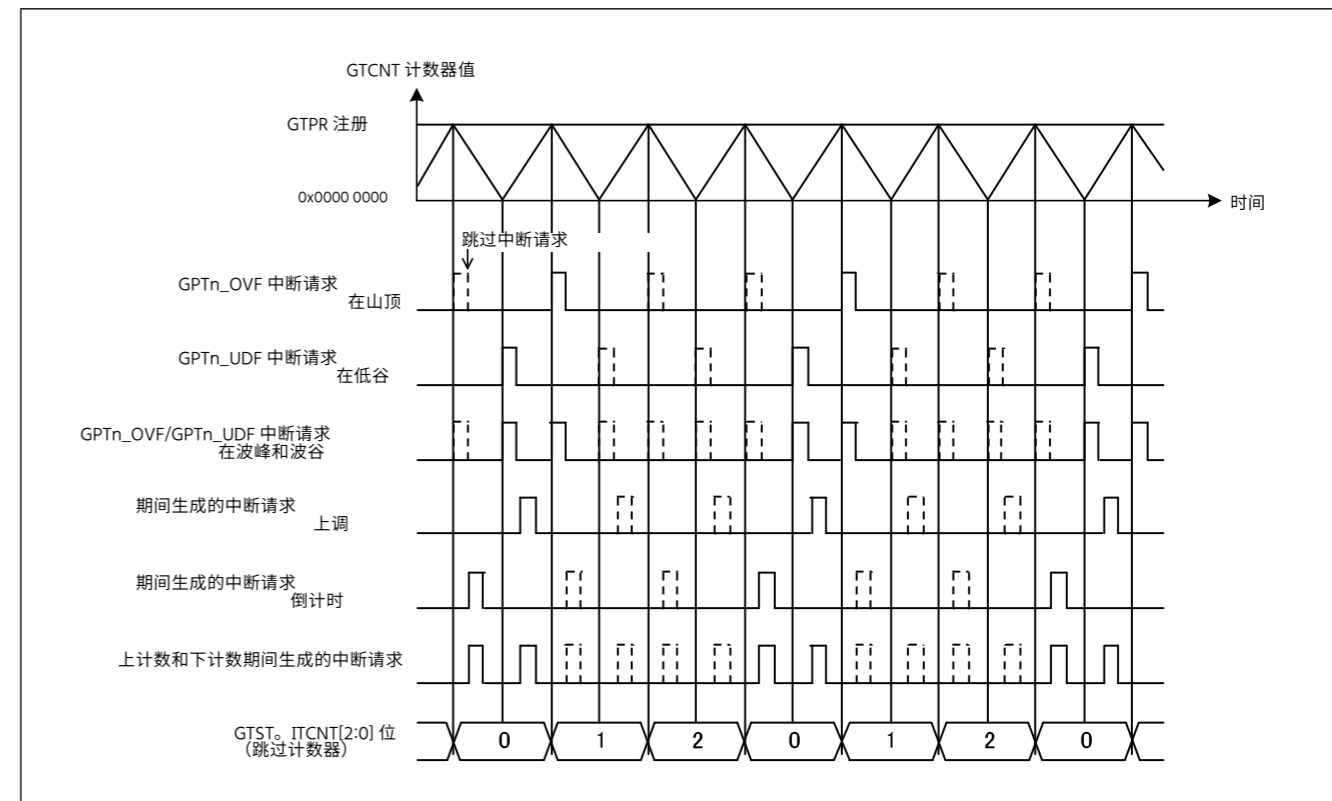 GTCNT 计数器值
GTPR 注册
0x0000 0000
时间
跳过中断请求
GPTn_OVF 中断请求
在山顶
GPTn_UDF 中断请求
在低谷
GPTn_OVF/GPTn_UDF 中断请求
在波峰和波谷
期间生成的中断请求
上调
期间生成的中断请求
倒计时
上计数和下计数期间生成的中断请求
GTST。ITCNT[2:0] 位
（跳过计数器）
0 1 2 0 1 2 0